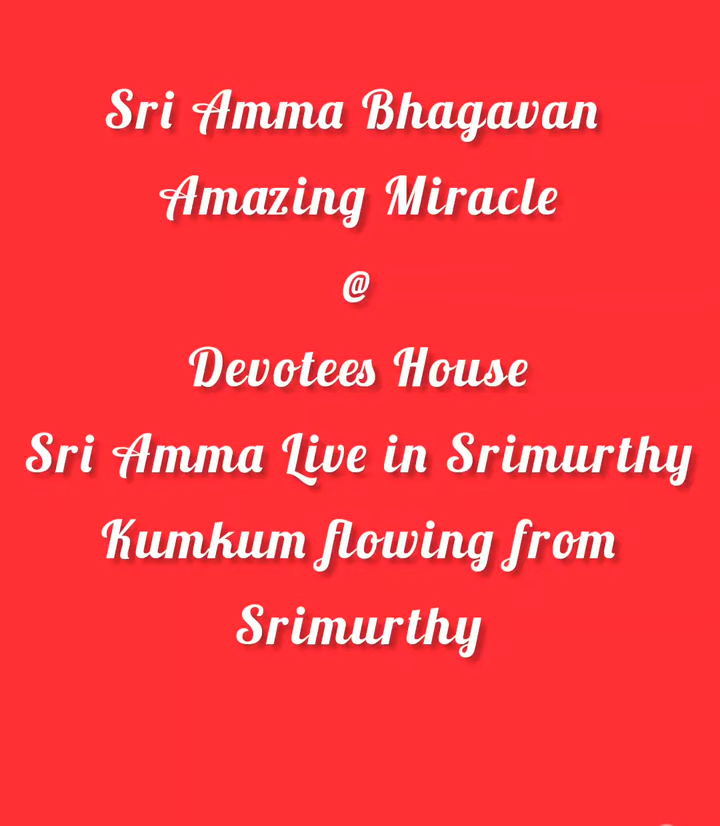 Sri Amma Bhagavan
Amazing Miracle
@
Devotees House
Sri Amma Live in Srimurthy
Kumkum flowing from
Srimurthy